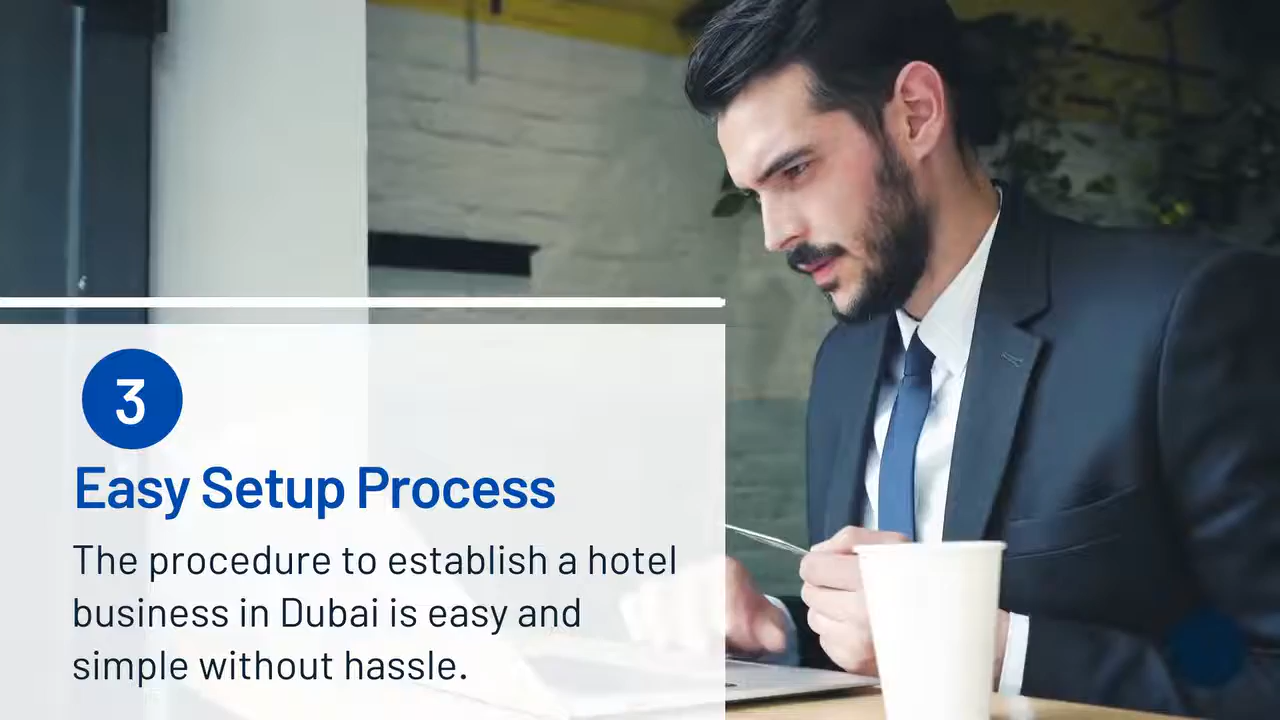 3
Easy Setup Process
The procedure to establish a hotel
business in Dubai is easy and
simple without hassle.